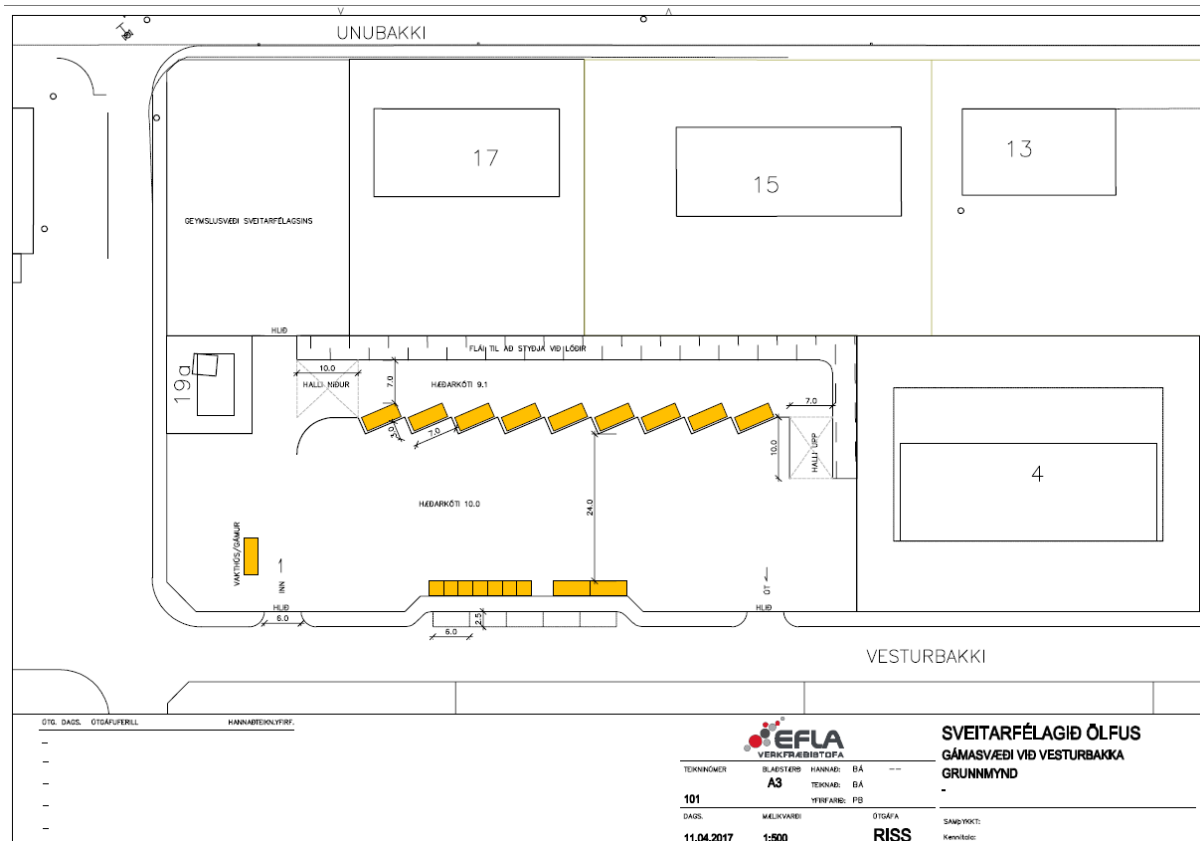 UNUBAKKI
17
15
13
GEYMSLUSVÆÐI SVEITARFÉLAGSINS
HLIÐ
FLÁI TIL AÐ STYÐJA VIÐ LÓÐIR
19a
10.0
HALLI NIÐUR
7.0
HÆÐARKÓTI 9.1
7.0
3.0
7.0
10.0
HALLI UPP
4
HÆÐARKÓTI 10.0
24.0
VAKTHÚS/GÁMUR
INN
ÚT
HLIÐ
HLIÐ
6.0
2.5
6.0
VESTURBAKKI
ÚTG. DAGS. ÚTGÁFUFERILL HANNAÐ TEIKN. YFIRF.
-
-
-
-
-
EFLA
VERKFRÆÐISTOFA
SVEITARFÉLAGIÐ ÖLFUS
GÁMASVÆÐI VIÐ VESTURBAKKA
GRUNNMYND
-
TEIKNINÚMER BLAÐSTÆRÐ HANNAÐ: BÁ --
A3 TEIKNAÐ: BÁ
101 YFIRFARIÐ: PB
DAGS. MÆLIKVARÐI ÚTGÁFA
11.04.2017 1:500 RISS
SAMÞYKKT:
Kennitala: